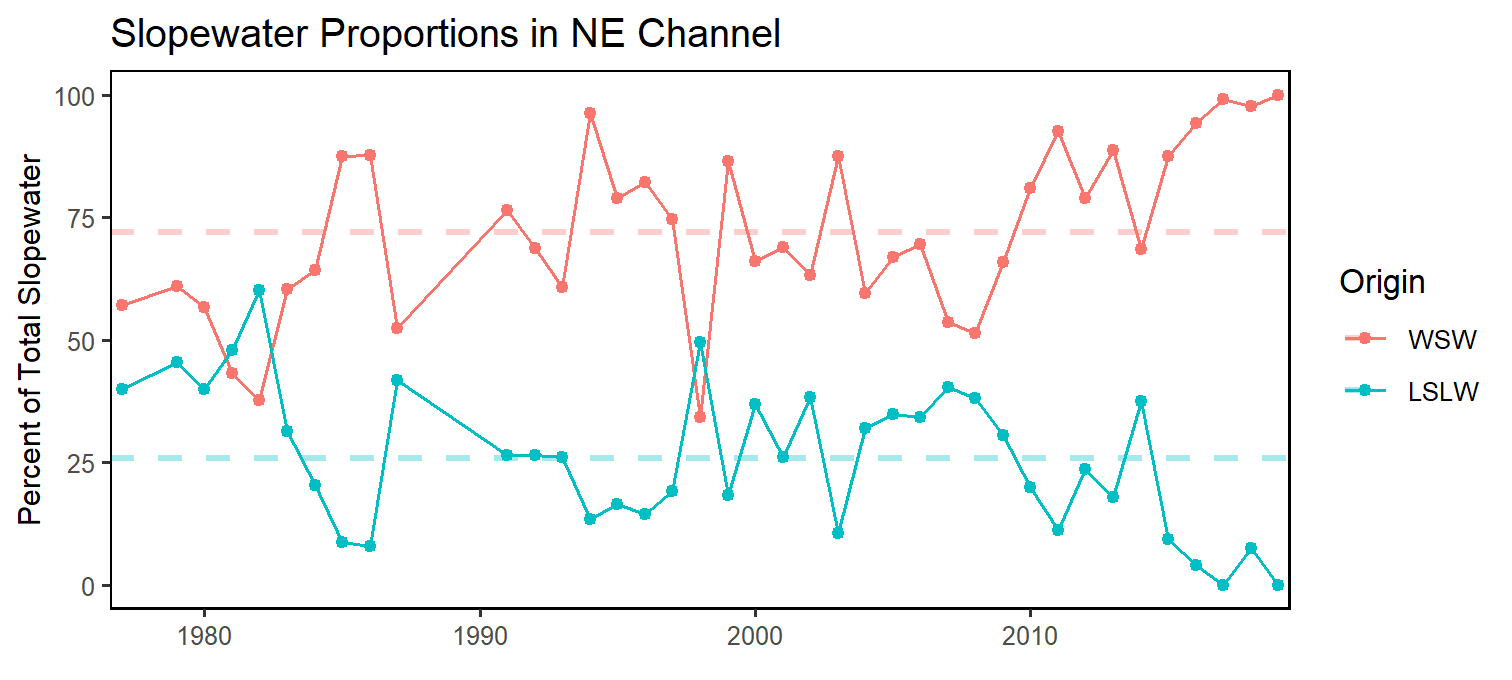 Slopewater Proportions in NE Channel
Percent of Total Slopewater
100
75
50
25
0
1980
1990
2000
2010
Origin
WSW
LSLW